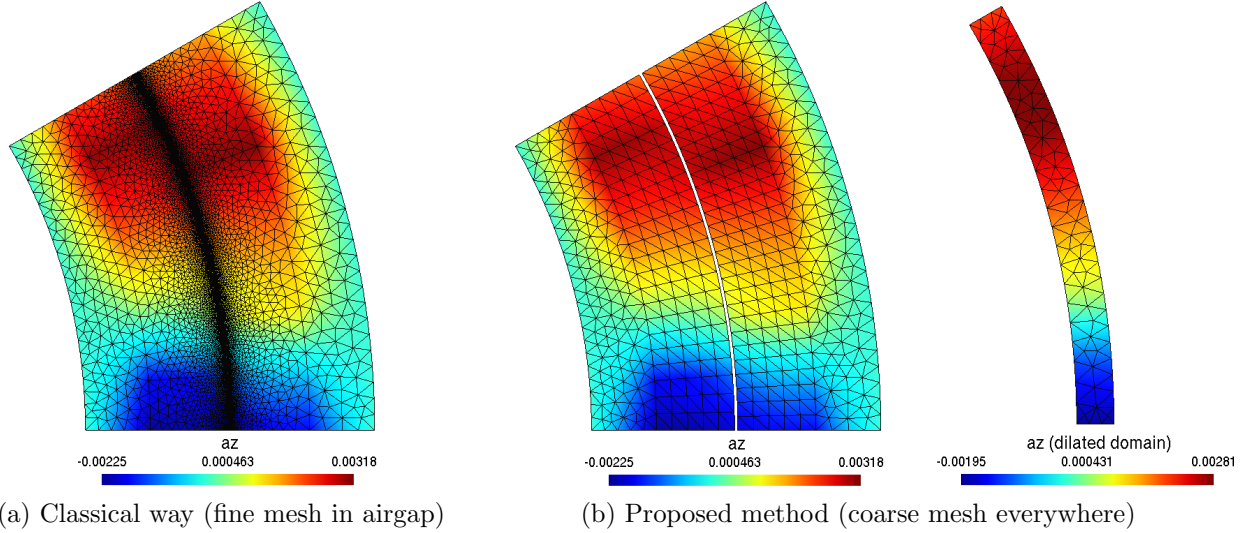 az
-0.00225 0.000463 0.00318
az
-0.00225 0.000463 0.00318
az (dilated domain)
-0.00195 0.000431 0.00281
a) Classical way (fine mesh in airgap)
(b) Proposed method (coarse mesh everywhere)